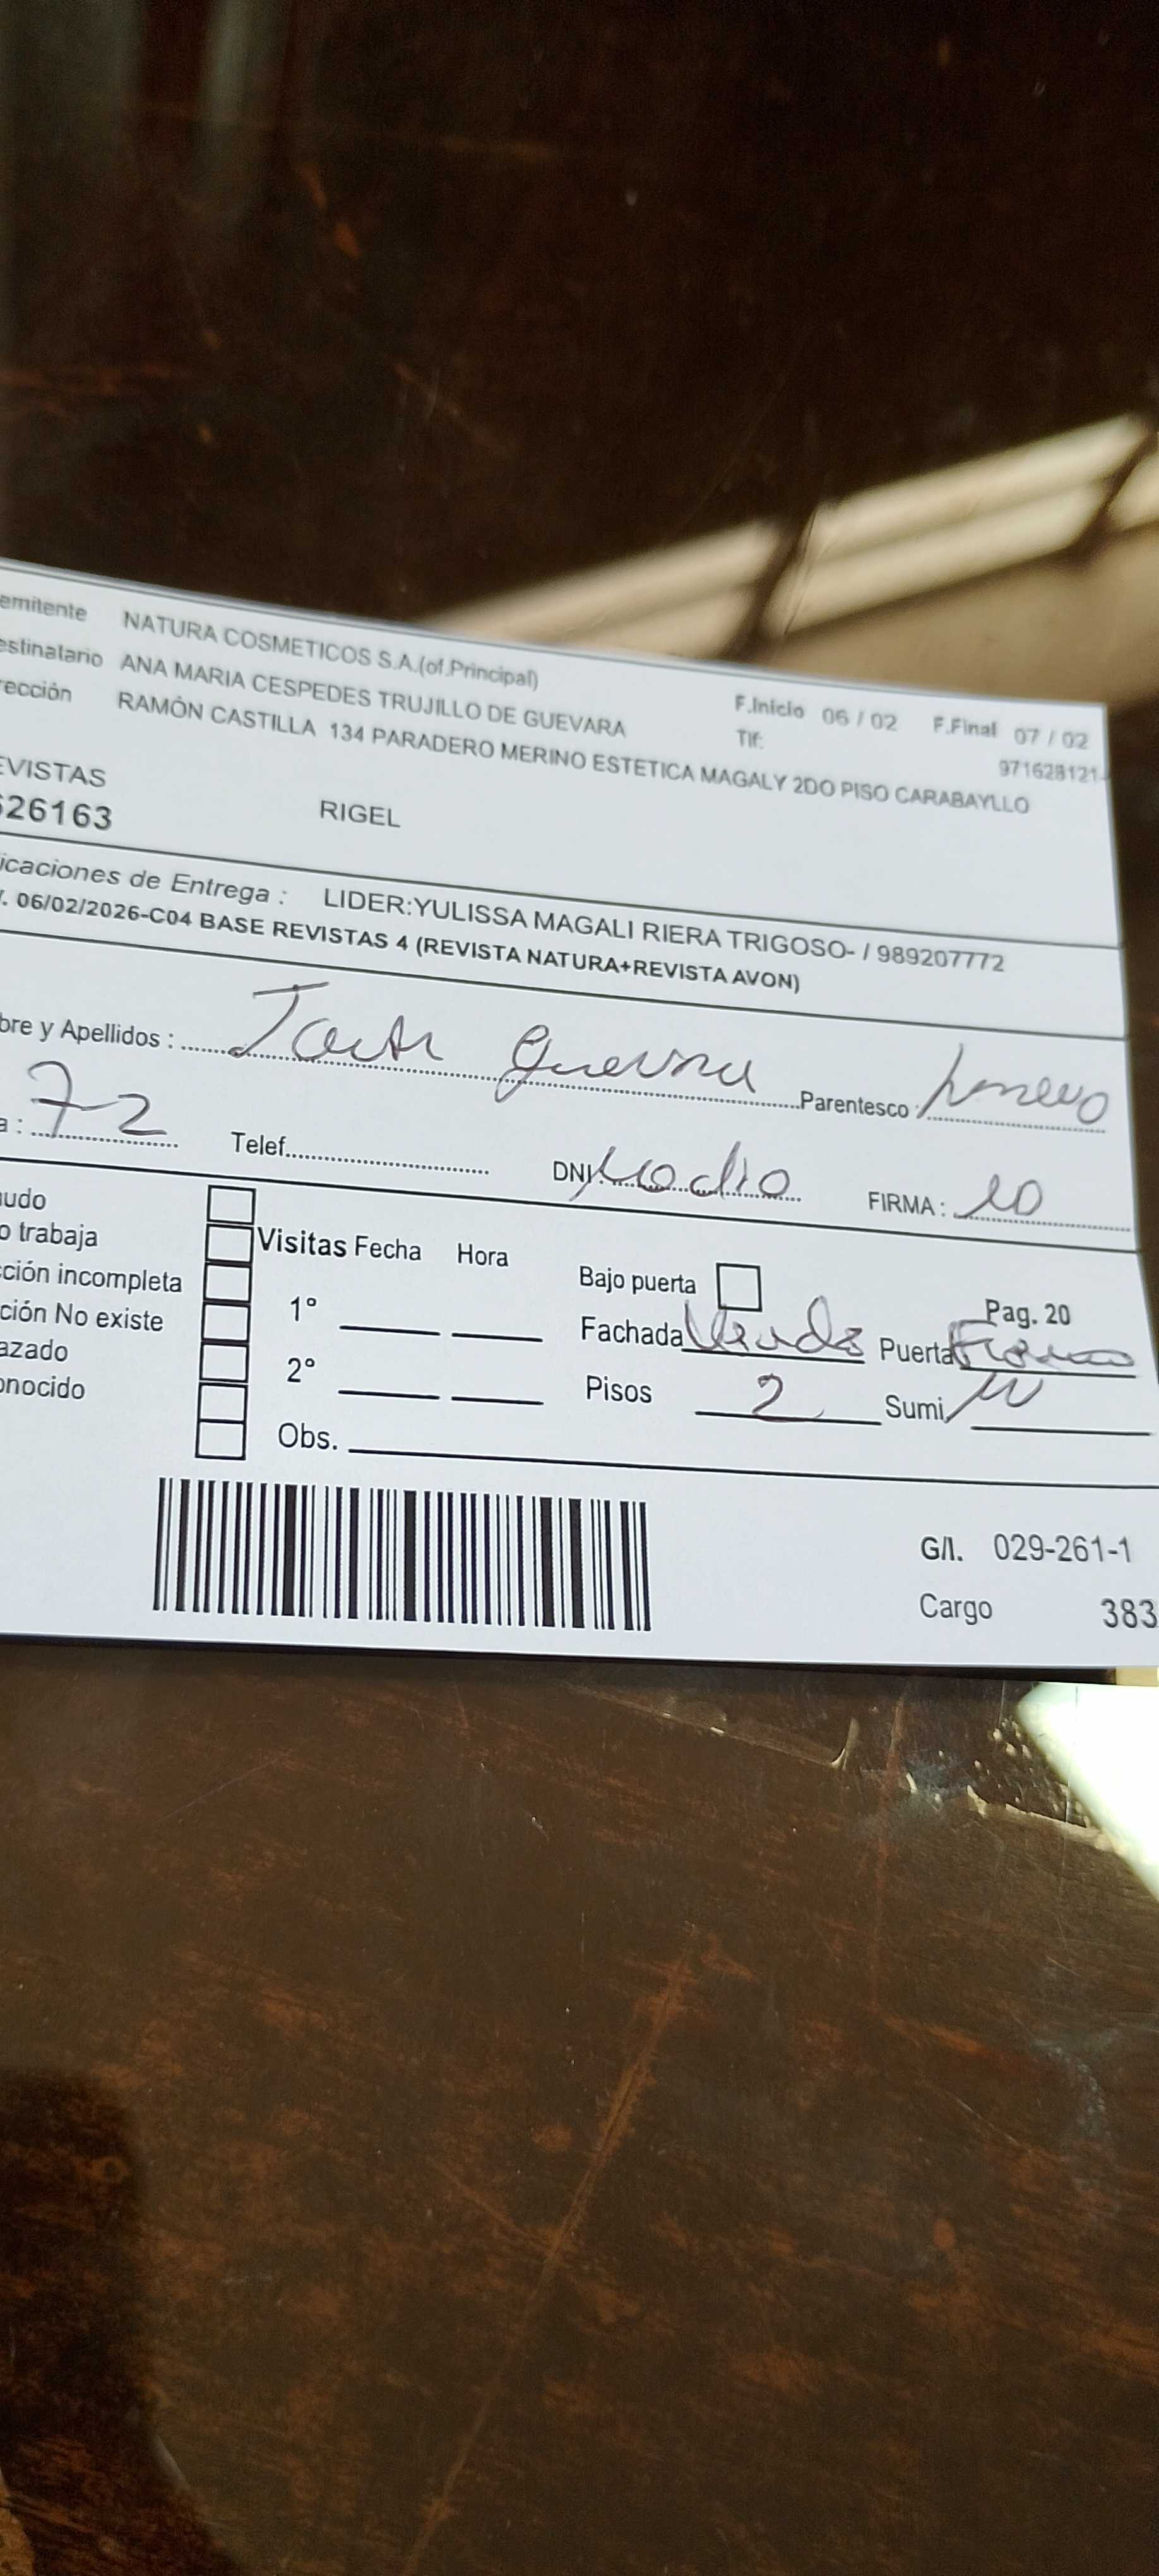 emitente NATURA COSMETICOS S.A.(of.Principal)
estinatario ANA MARIA CESPEDES TRUJILLO DE GUEVARA F.Inicio 06 / 02 F.Final 07 / 02
rección RAMÓN CASTILLA 134 PARADERO MERINO ESTETICA MAGALY 2DO PISO CARABAYLLO Tlf: 971628121
EVISTAS
526163 RIGEL
icaciones de Entrega : LIDER:YULISSA MAGALI RIERA TRIGOSO- / 989207772
. 06/02/2026-C04 BASE REVISTAS 4 (REVISTA NATURA+REVISTA AVON)
bre y Apellidos : Parentesco :
a : 72 Telef. DNI FIRMA :
udo
o trabaja Visitas Fecha Hora Bajo puerta
cción incompleta 1° Pag. 20
ción No existe Fachada Puerta
azado 2° Pisos 2 Sumi
onocido
Obs.
G/I. 029-261-1
Cargo 383